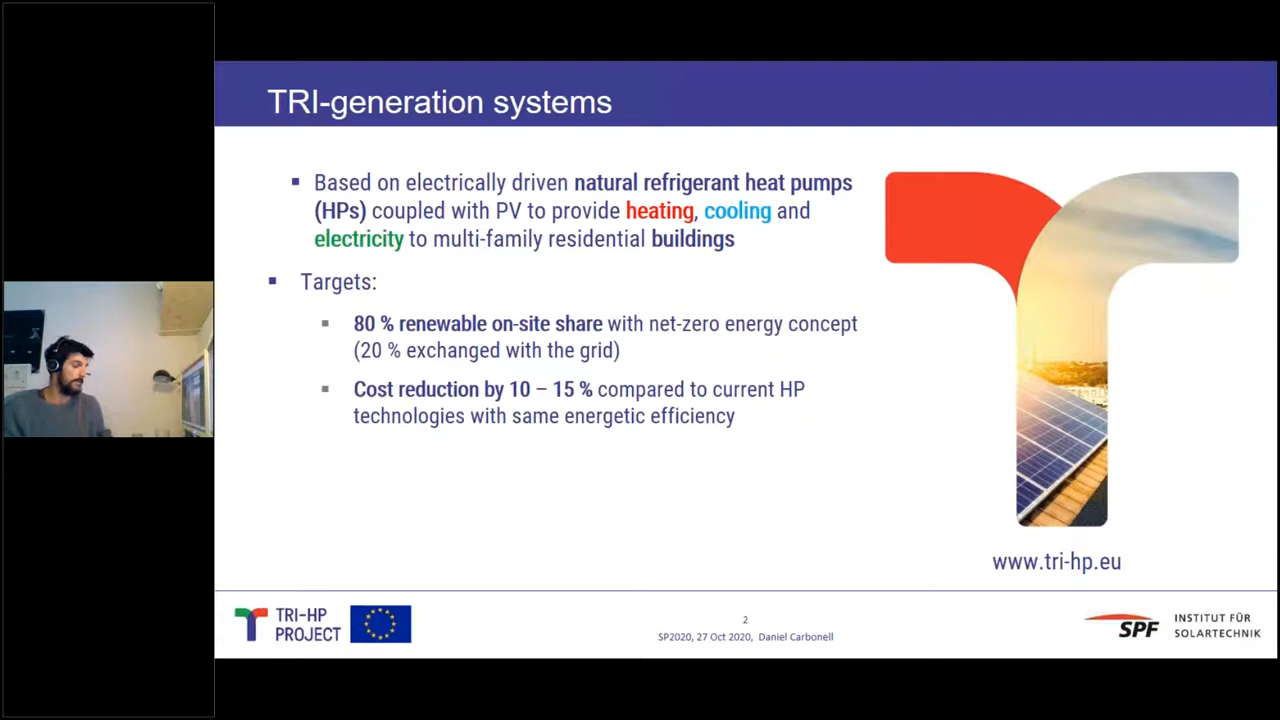 TRI-generation systems
▪ Based on electrically driven natural refrigerant heat pumps
(HPs) coupled with PV to provide heating, cooling and
electricity to multi-family residential buildings
▪ Targets:
▪ 80 % renewable on-site share with net-zero energy concept
(20 % exchanged with the grid)
▪ Cost reduction by 10 – 15 % compared to current HP
technologies with same energetic efficiency
www.tri-hp.eu
TRI-HP
PROJECT
2
SP2020, 27 Oct 2020, Daniel Carbonell
SPF
INSTITUT FÜR
SOLARTECHNIK